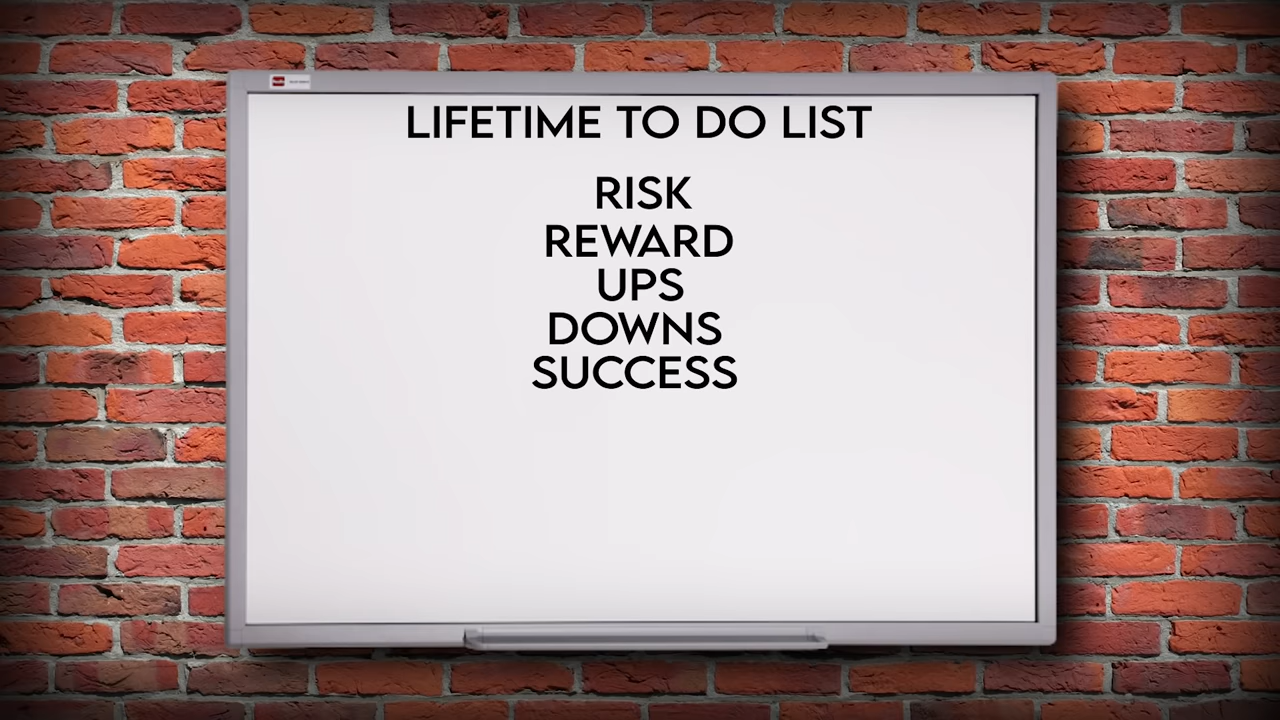 LIFETIME TO DO LIST
RISK
REWARD
UPS
DOWNS
SUCCESS